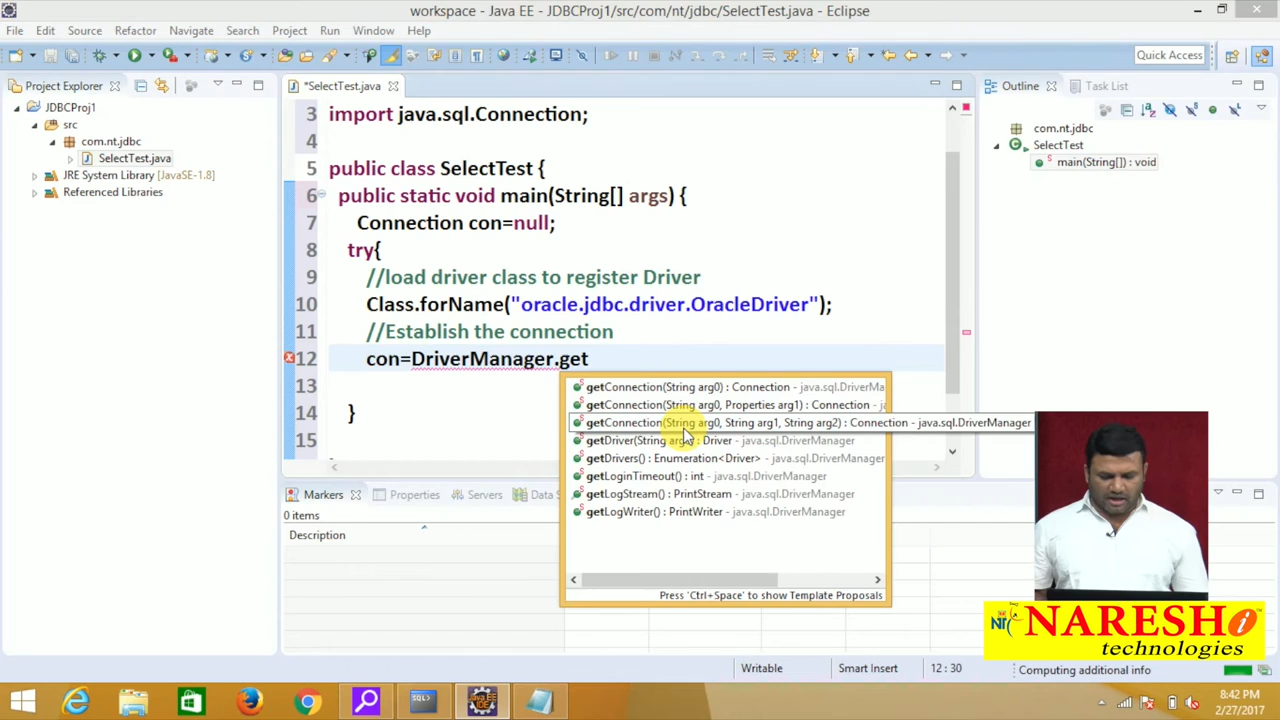 workspace - Java EE - JDBCProj1/src/com/nt/jdbc/SelectTest.java - Eclipse
File Edit Source Refactor Navigate Search Project Run Window Help
Quick Access
Project Explorer
*SelectTest.java
Outline
Task List
JDBCProj1
src
com.nt.jdbc
SelectTest.java
JRE System Library [JavaSE-1.8]
Referenced Libraries
3 import java.sql.Connection;
4
5 public class SelectTest {
6 public static void main(String[] args) {
7 Connection con=null;
8 try{
9 //load driver class to register Driver
10 Class.forName("oracle.jdbc.driver.OracleDriver");
11 //Establish the connection
12 con=DriverManager.get
13
14 }
15
getConnection(String arg0) : Connection - java.sql.DriverMa
getConnection(String arg0, Properties arg1) : Connection - j
getConnection(String arg0, String arg1, String arg2) : Connection - java.sql.DriverManager
getDriver(String arg : Driver - java.sql.DriverManager
getDrivers() : Enumeration<Driver> - java.sql.DriverManager
getLoginTimeout() : int - java.sql.DriverManager
getLogStream() : PrintStream - java.sql.DriverManager
getLogWriter() : PrintWriter - java.sql.DriverManager
Press 'Ctrl+Space' to show Template Proposals
com.nt.jdbc
SelectTest
main(String[]) : void
Markers
Properties
Servers
Data S
0 items
Description
Writable
Smart Insert
12 : 30
Computing additional info
NT NARESH i
technologies
SQL>
Java EE
IDE
8:42 PM
2/27/2017